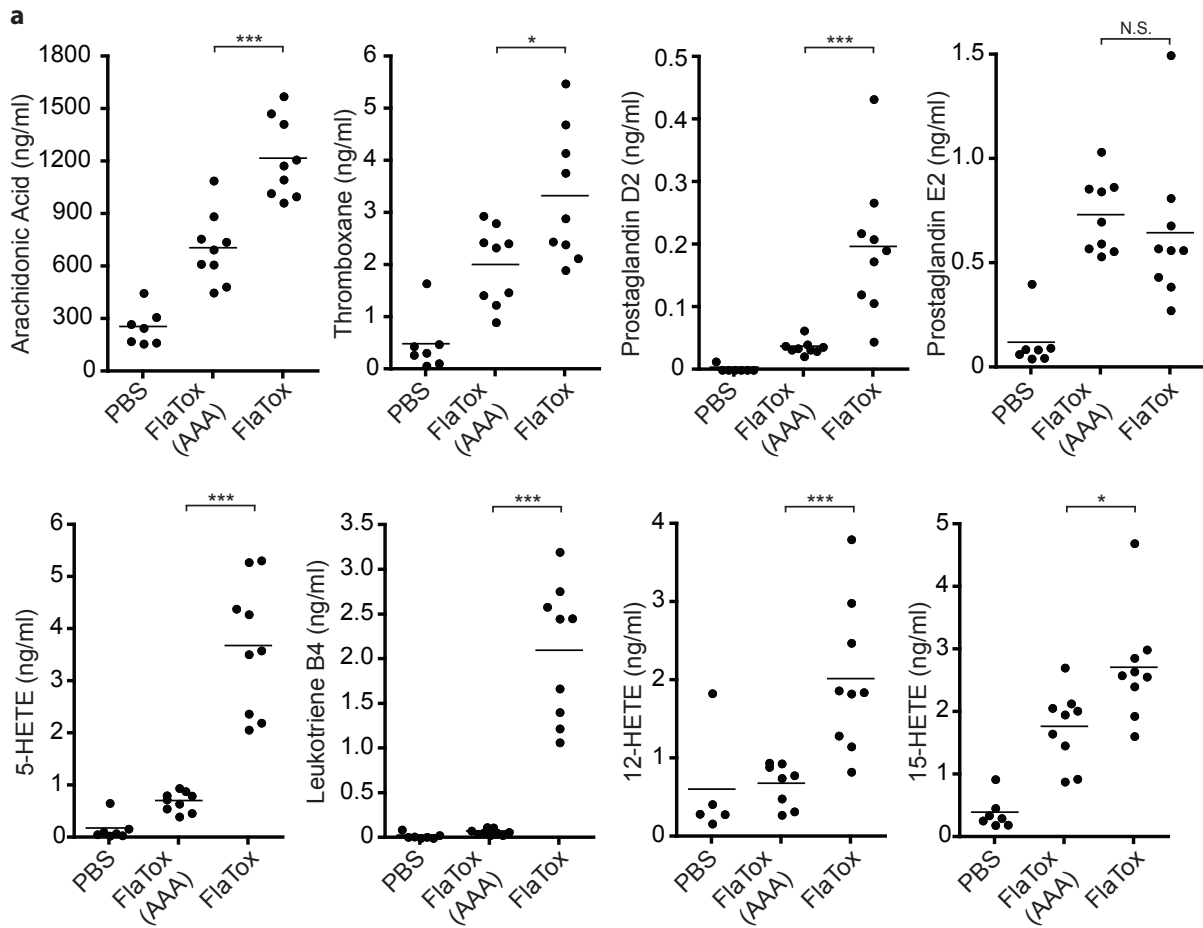 a
***
Arachidonic Acid (ng/ml)
1800
1500
1200
900
600
300
0
PBS
FlaTox
(AAA)
FlaTox
*
Thromboxane (ng/ml)
6
5
4
3
2
1
0
PBS
FlaTox
(AAA)
FlaTox
***
Prostaglandin D2 (ng/ml)
0.5
0.4
0.3
0.2
0.1
0
PBS
FlaTox
(AAA)
FlaTox
N.S.
Prostaglandin E2 (ng/ml)
1.5
1.0
0.5
0
PBS
FlaTox
(AAA)
FlaTox
***
5-HETE (ng/ml)
6
5
4
3
2
1
0
PBS
FlaTox
(AAA)
FlaTox
***
Leukotriene B4 (ng/ml)
3.5
3.0
2.5
2.0
1.5
1.0
0.5
0.0
PBS
FlaTox
(AAA)
FlaTox
***
12-HETE (ng/ml)
4
3
2
1
0
PBS
FlaTox
(AAA)
FlaTox
*
15-HETE (ng/ml)
5
4
3
2
1
0
PBS
FlaTox
(AAA)
FlaTox